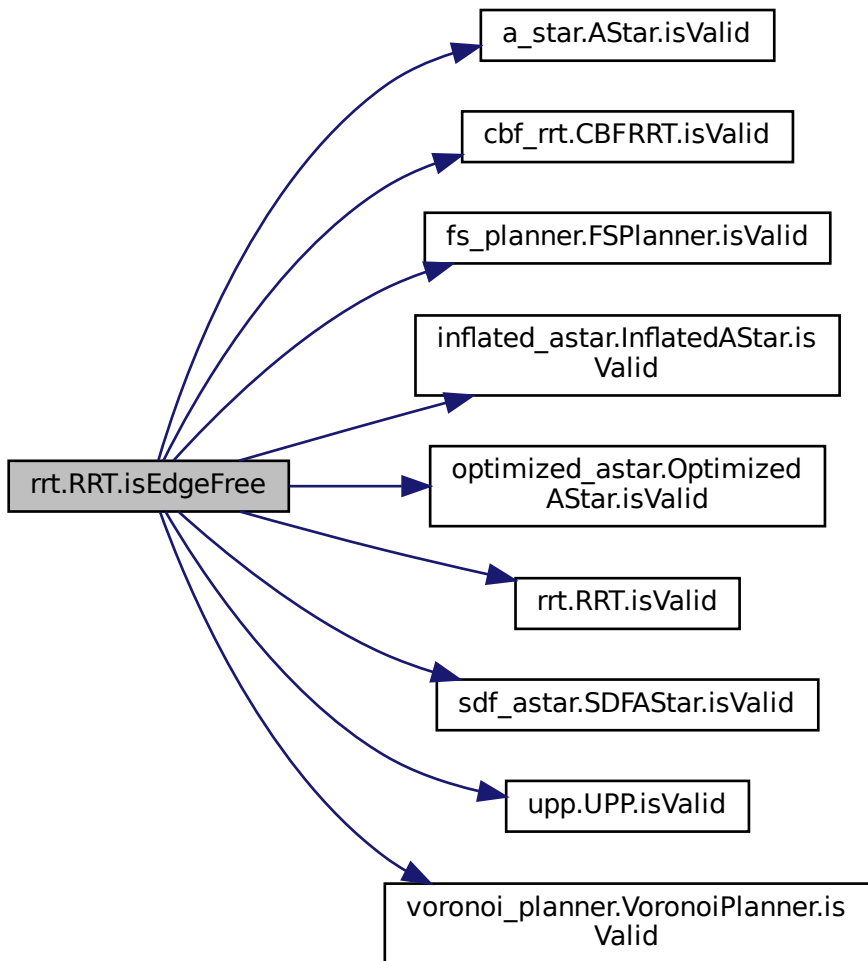 a_star.AStar.isValid
cbf_rrt.CBFRRT.isValid
fs_planner.FSPlanner.isValid
inflated_astar.InflatedAStar.is
Valid
rrt.RRT.isEdgeFree
optimized_astar.Optimized
AStar.isValid
rrt.RRT.isValid
sdf_astar.SDFAStar.isValid
upp.UPP.isValid
voronoi_planner.VoronoiPlanner.is
Valid